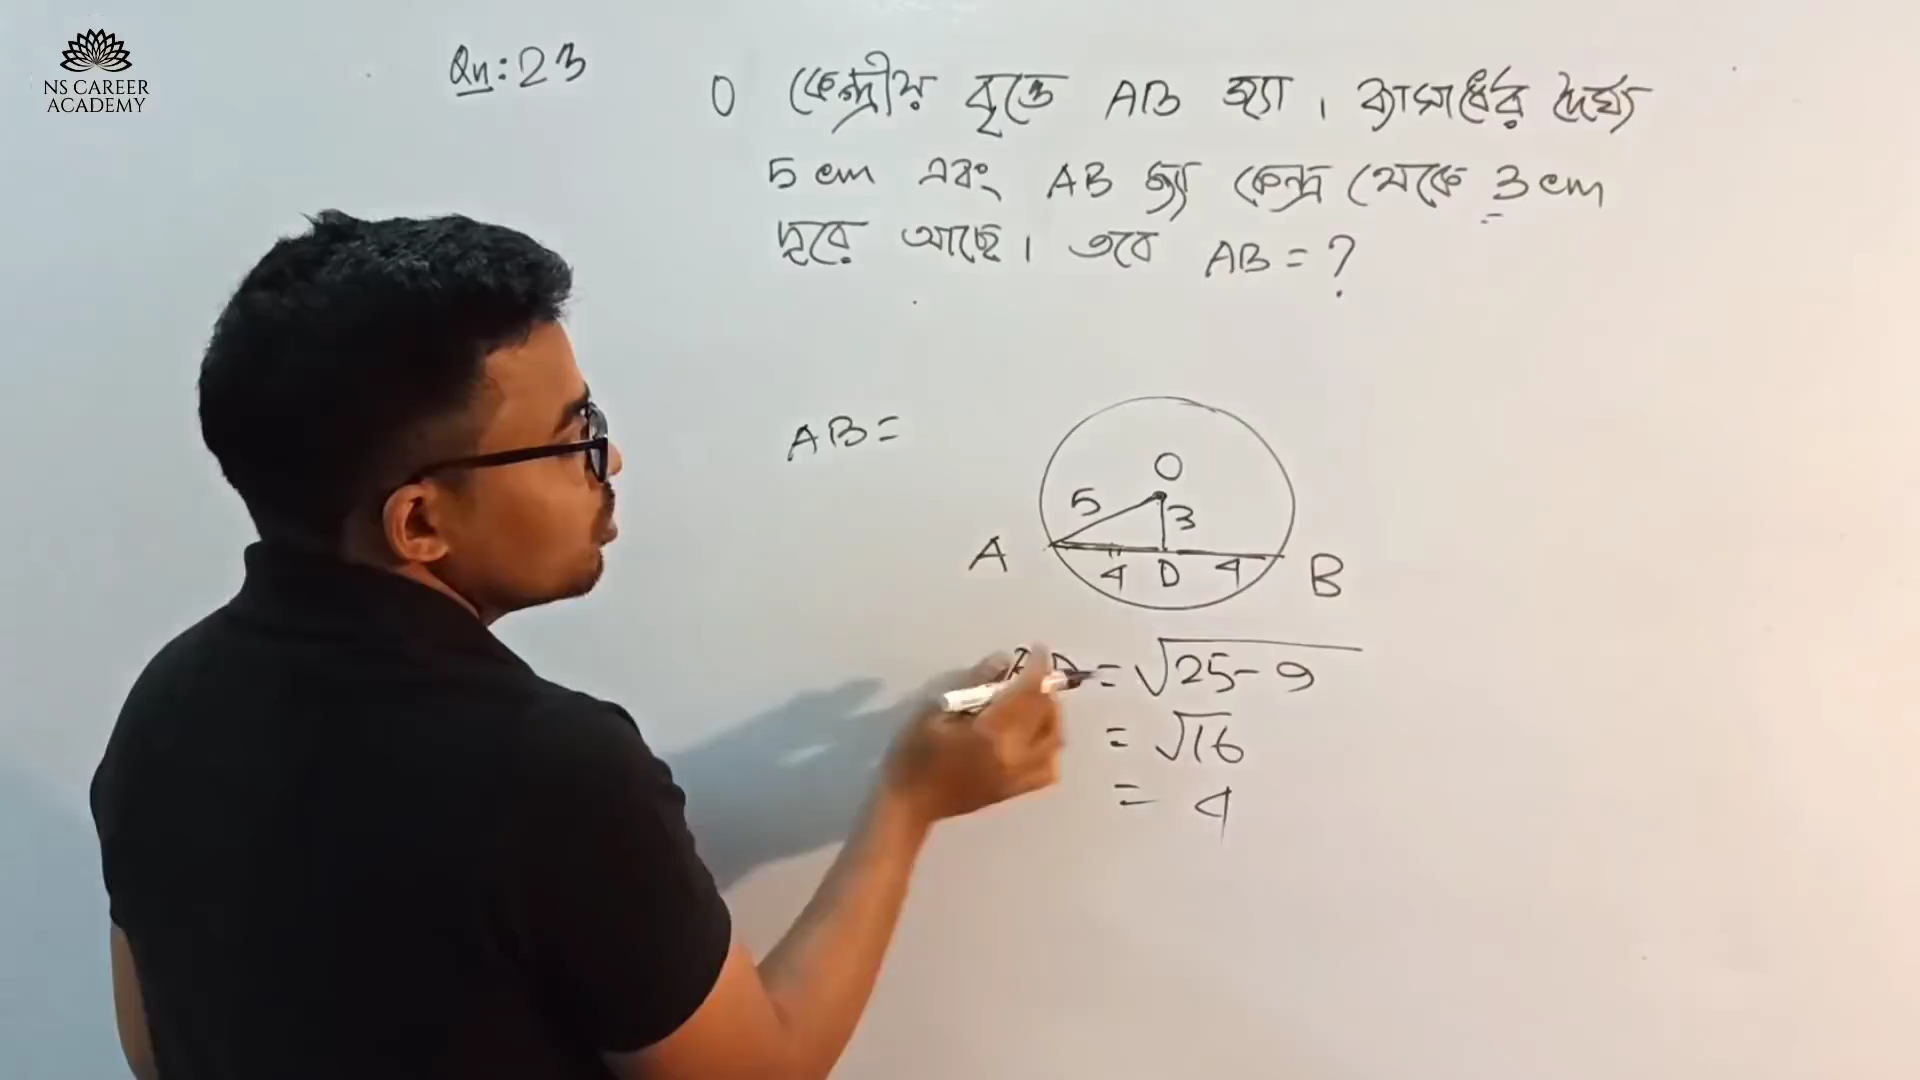 NS CAREER
ACADEMY
Qn: 23
O কেন্দ্রীয় বৃত্তে AB জ্যা । ব্যাসার্ধের দৈর্ঘ্য
5 cm এবং AB জ্যা কেন্দ্র থেকে 3 cm
দূরে আছে । তবে AB = ?
AB =
O
5
3
A
4
D
4
B
AD = √25 - 9
= √16
= 4